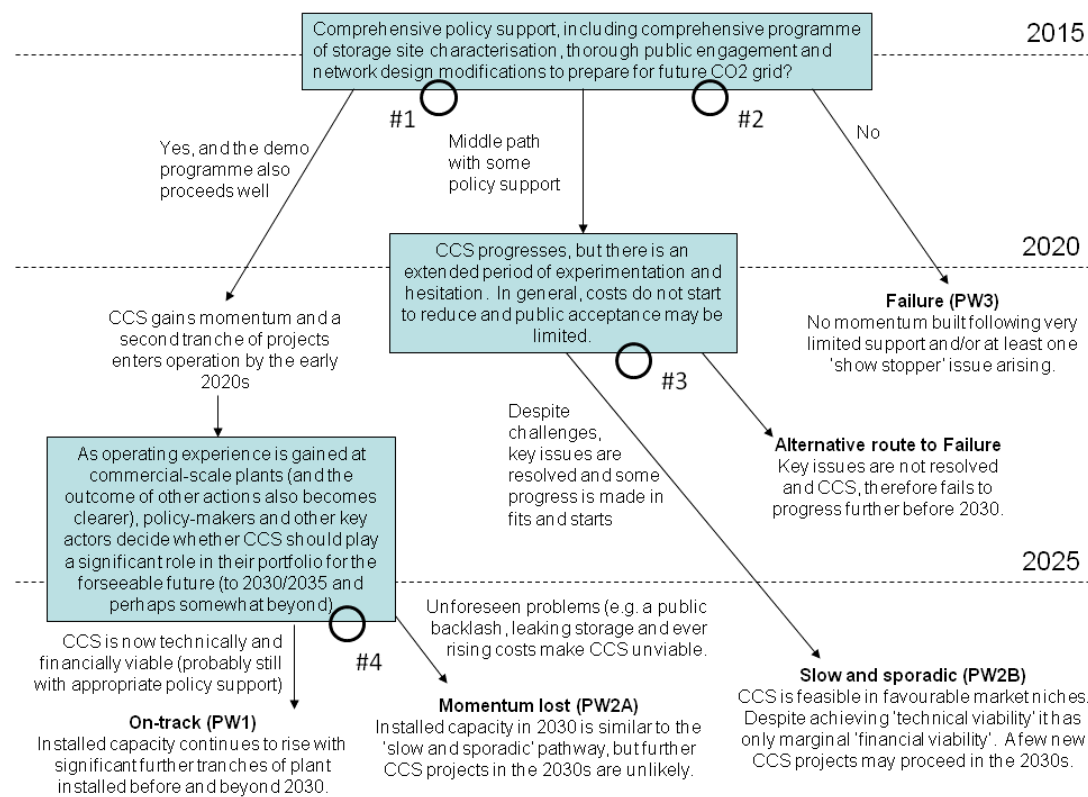 Comprehensive policy support, including comprehensive programme
of storage site characterisation, thorough public engagement and
network design modifications to prepare for future CO2 grid?
2015
#1
#2
Yes, and the demo
programme also
proceeds well
Middle path
with some
policy support
No
2020
CCS progresses, but there is an
extended period of experimentation and
hesitation. In general, costs do not start
to reduce and public acceptance may be
limited.
#3
Failure (PW3)
No momentum built following very
limited support and/or at least one
'show stopper' issue arising.
CCS gains momentum and a
second tranche of projects
enters operation by the early
2020s
Despite
challenges,
key issues are
resolved and some
progress is made in
fits and starts
Alternative route to Failure
Key issues are not resolved
and CCS, therefore fails to
progress further before 2030.
As operating experience is gained at
commercial-scale plants (and the
outcome of other actions also becomes
clearer), policy-makers and other key
actors decide whether CCS should play
a significant role in their portfolio for the
forseeable future (to 2030/2035 and
perhaps somewhat beyond)
2025
#4
CCS is now technically and
financially viable (probably still
with appropriate policy support)
Unforeseen problems (e.g. a public
backlash, leaking storage and ever
rising costs make CCS unviable.
On-track (PW1)
Installed capacity continues to rise with
significant further tranches of plant
installed before and beyond 2030.
Momentum lost (PW2A)
Installed capacity in 2030 is similar to the
'slow and sporadic' pathway, but further
CCS projects in the 2030s are unlikely.
Slow and sporadic (PW2B)
CCS is feasible in favourable market niches.
Despite achieving 'technical viability' it has
only marginal 'financial viability'. A few new
CCS projects may proceed in the 2030s.